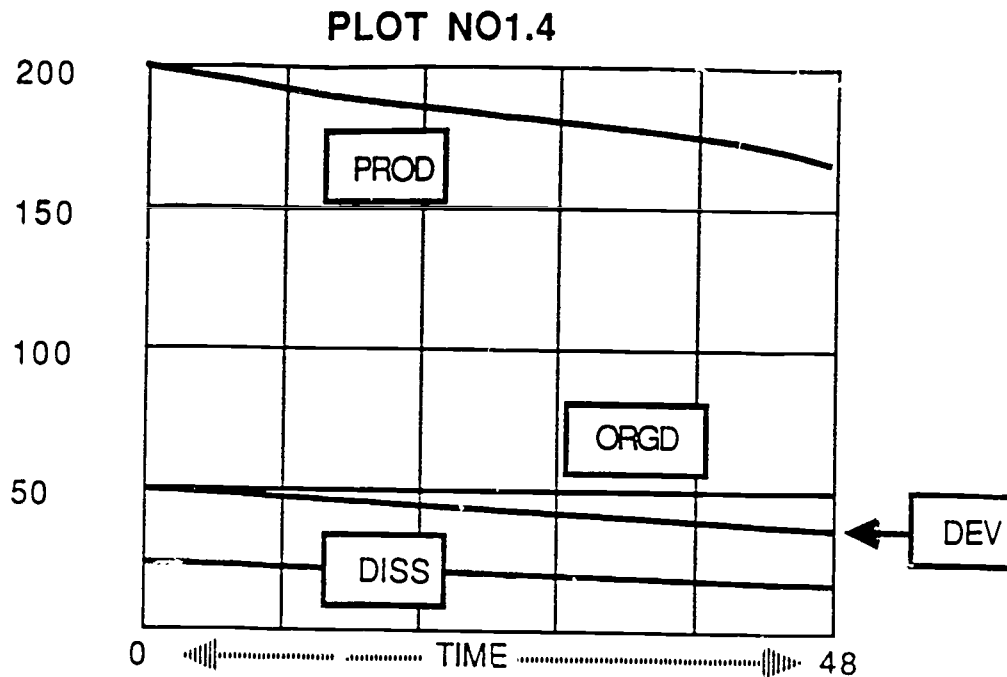 PLOT NO1.4
200
PROD
150
100
ORGD
50
DEV
DISS
0 TIME 48